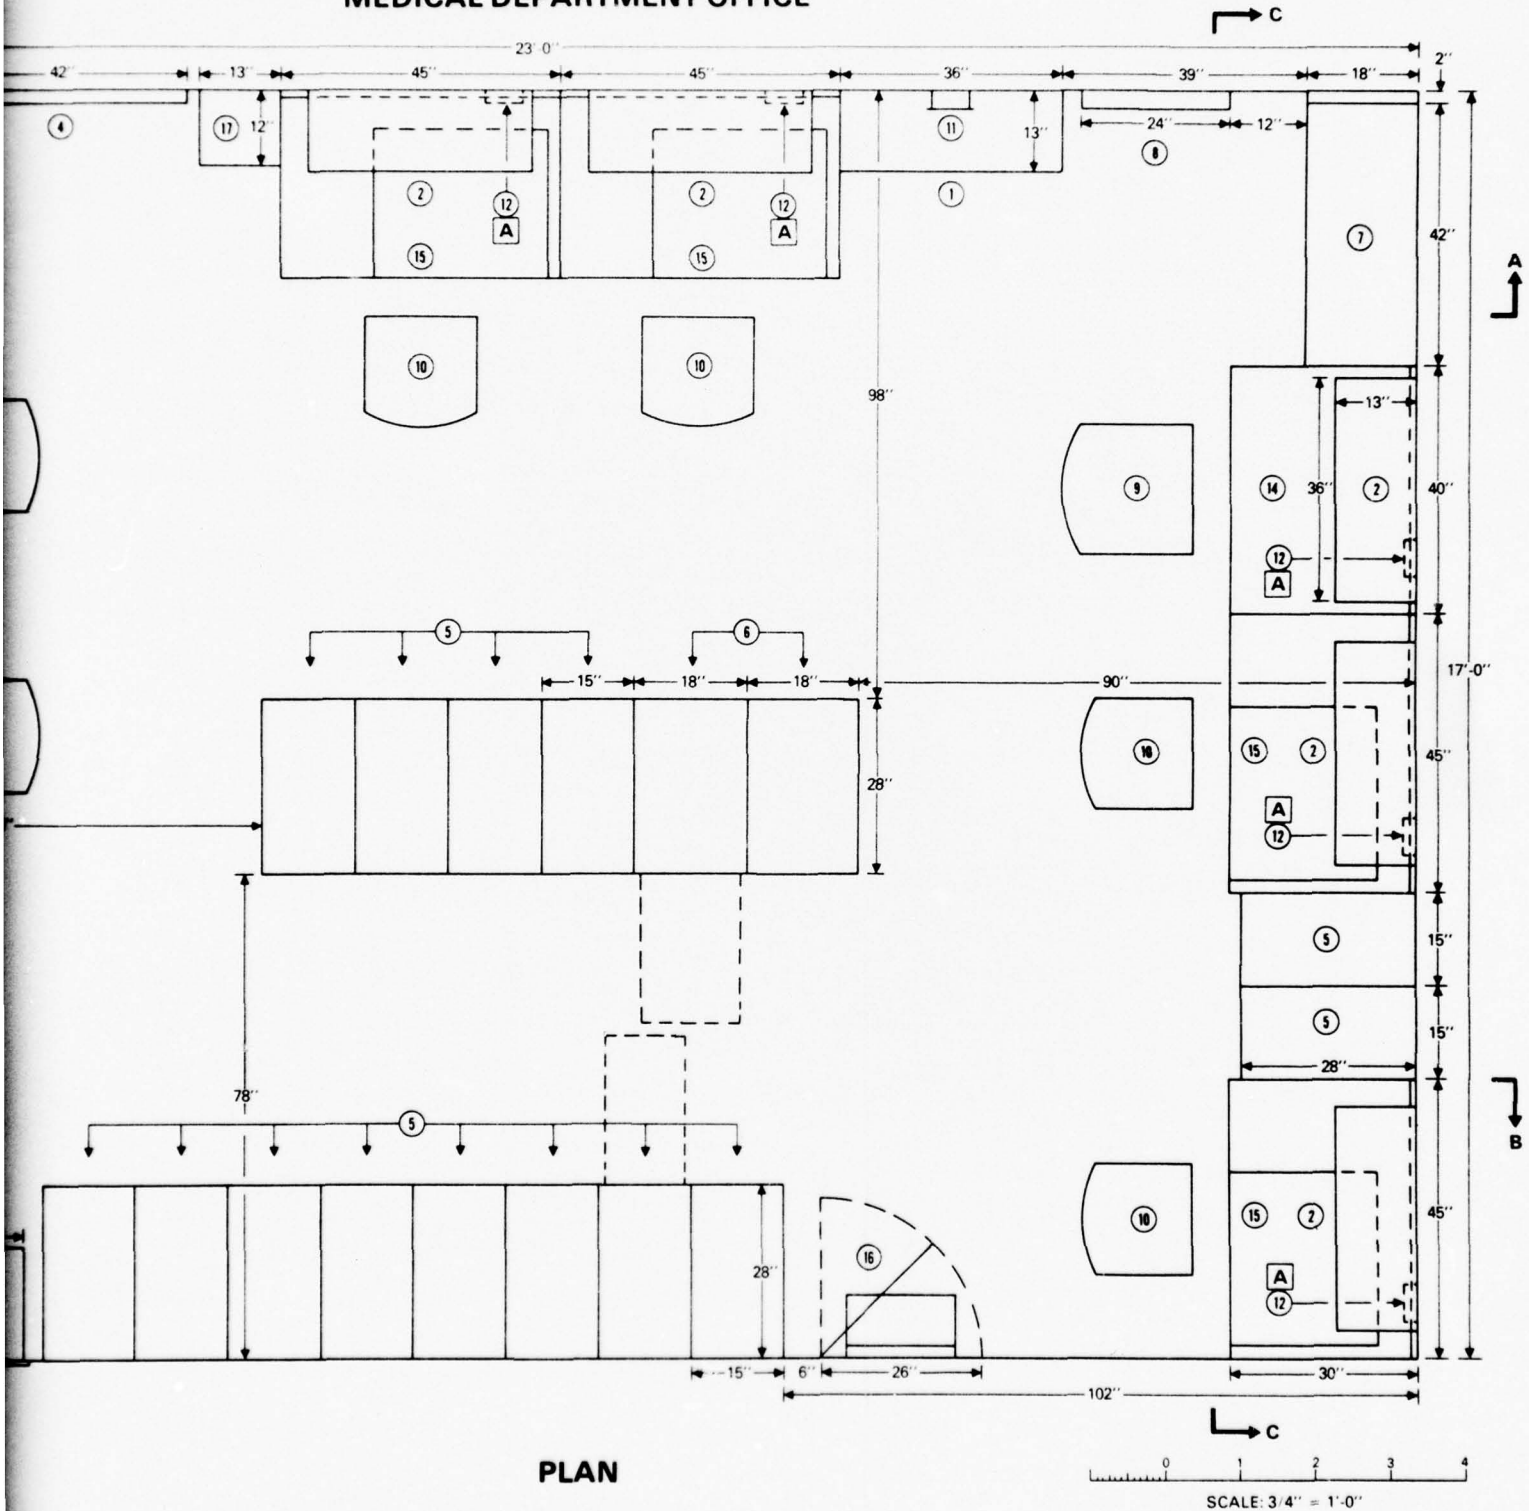 MEDICAL DEPARTMENT OFFICE
C
23'-0"
2"
42" 13" 45" 45" 36" 39" 18"
4 17 12" 11 13" 24" 12"
8
2 12 2 12 1
A A
7 42"
15 15
A
10 10
98"
13"
9 14 36" 2 40"
12
A
5 6
15" 18" 18" 90" 17'-0"
28" 10 15 2 45"
A
12
5 15"
5 15"
28"
78"
5
B
10 15 2 45"
16
28" A
12
15" 6" 26" 30"
102"
C
PLAN
0 1 2 3 4
SCALE: 3/4" = 1'-0"